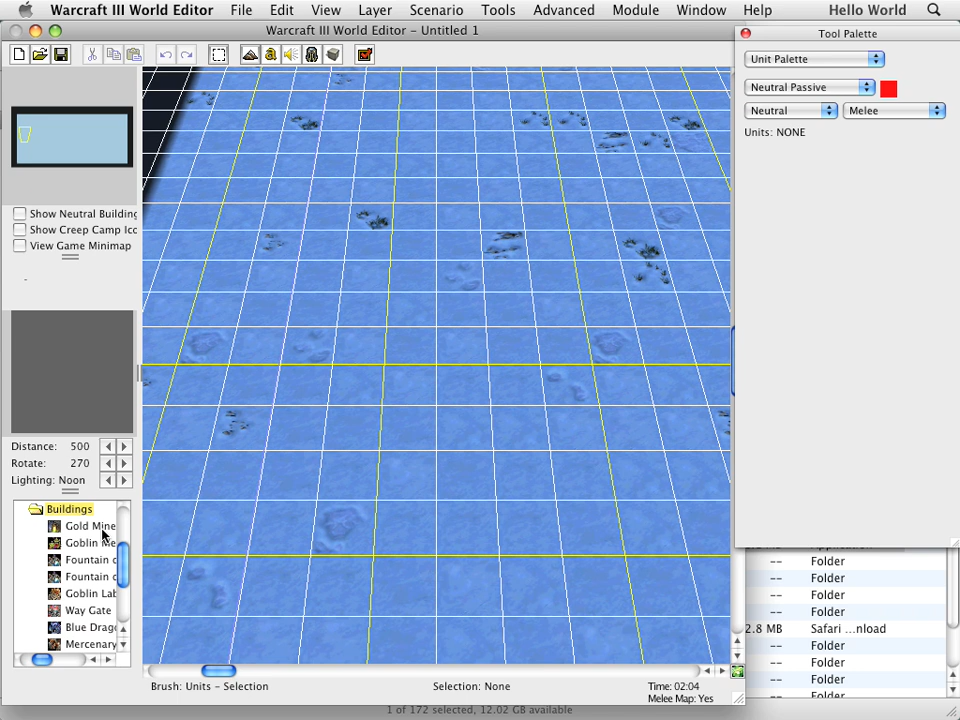 Warcraft III World Editor File Edit View Layer Scenario Tools Advanced Module Window Help Hello World
Warcraft III World Editor - Untitled 1
Tool Palette
Unit Palette
Neutral Passive
Neutral Melee
Units: NONE
Show Neutral Building
Show Creep Camp Ico
View Game Minimap
-
Distance: 500
Rotate: 270
Lighting: Noon
Buildings
Gold Mine
Goblin Me
Fountain o
Fountain o
Goblin Lab
Way Gate
Blue Drago
Mercenary
Brush: Units - Selection
Selection: None
Time: 02:04
Melee Map: Yes
-- Folder
-- Folder
-- Folder
-- Folder
2.8 MB Safari ...nload
-- Folder
-- Folder
-- Folder
1 of 172 selected, 12.02 GB available